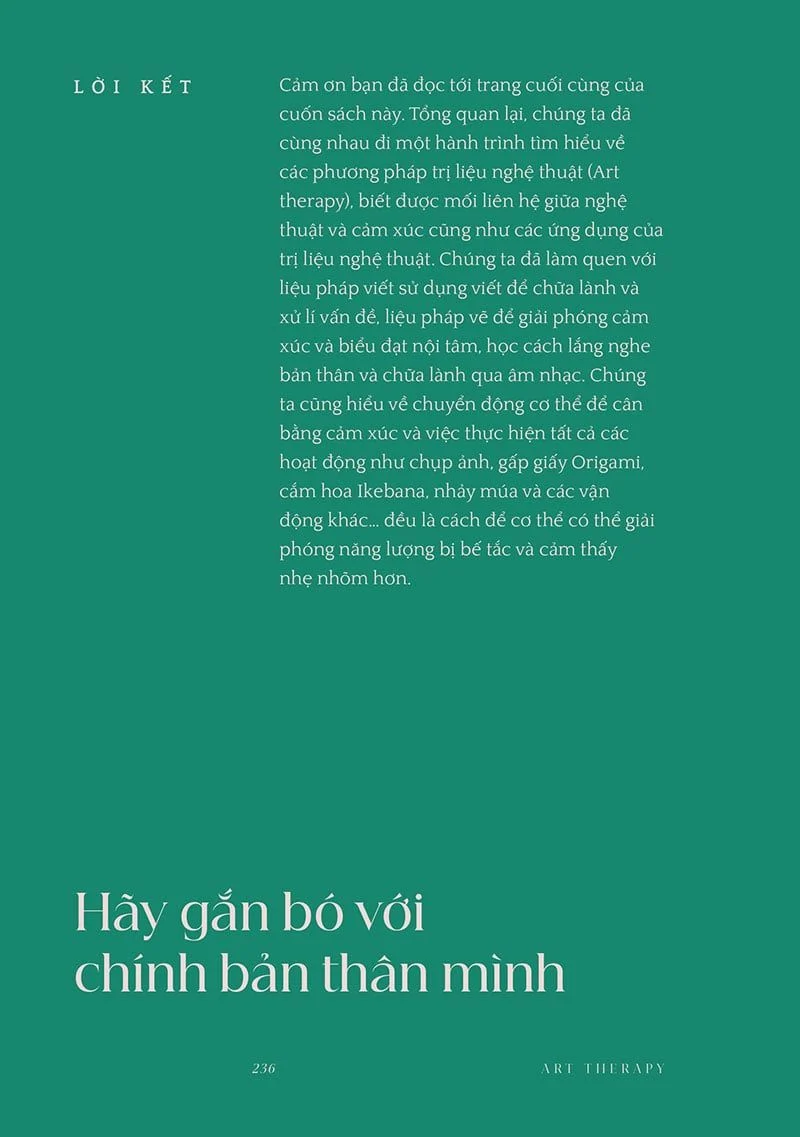 LỜI KẾT
Cảm ơn bạn đã đọc tới trang cuối cùng của
cuốn sách này. Tổng quan lại, chúng ta đã
cùng nhau đi một hành trình tìm hiểu về
các phương pháp trị liệu nghệ thuật (Art
therapy), biết được mối liên hệ giữa nghệ
thuật và cảm xúc cũng như các ứng dụng của
trị liệu nghệ thuật. Chúng ta đã làm quen với
liệu pháp viết sử dụng viết để chữa lành và
xử lí vấn đề, liệu pháp vẽ để giải phóng cảm
xúc và biểu đạt nội tâm, học cách lắng nghe
bản thân và chữa lành qua âm nhạc. Chúng
ta cũng hiểu về chuyển động cơ thể để cân
bằng cảm xúc và việc thực hiện tất cả các
hoạt động như chụp ảnh, gấp giấy Origami,
cắm hoa Ikebana, nhảy múa và các vận
động khác... đều là cách để cơ thể có thể giải
phóng năng lượng bị bế tắc và cảm thấy
nhẹ nhõm hơn.
Hãy gắn bó với
chính bản thân mình
236
ART THERAPY